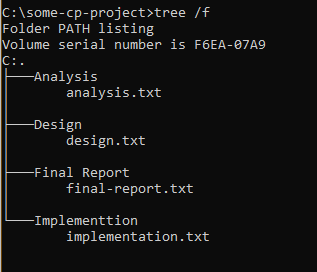 C:\some-cp-project>tree /f
Folder PATH listing
Volume serial number is F6EA-07A9
C:.
├───Analysis
│       analysis.txt
│
├───Design
│       design.txt
│
├───Final Report
│       final-report.txt
│
└───Implementtion
        implementation.txt